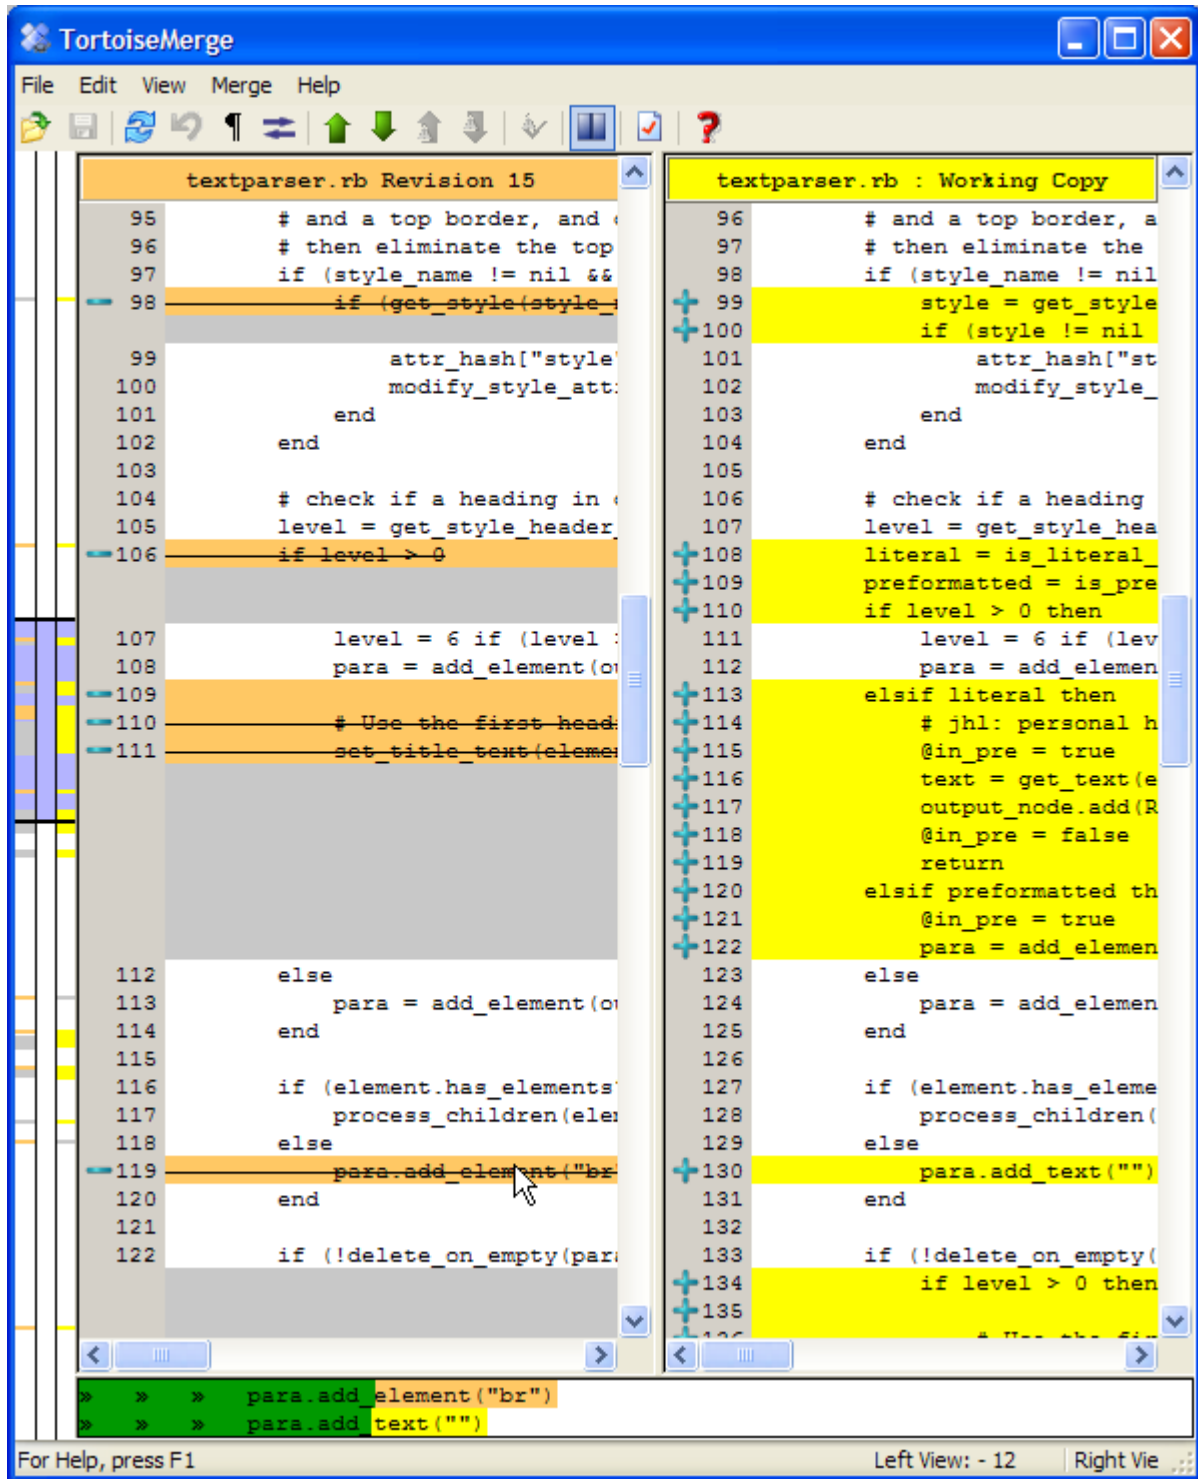 TortoiseMerge
File Edit View Merge Help
textparser.rb Revision 15
95 # and a top border, and
96 # then eliminate the top
97 if (style_name != nil &&
98 if (get_style(style_
99 attr_hash["style"
100 modify_style_att
101 end
102 end
103
104 # check if a heading in
105 level = get_style_header_
106 if level > 0
107 level = 6 if (level
108 para = add_element(ou
109
110 # Use the first head
111 set_title_text(eleme
112 else
113 para = add_element(ou
114 end
115
116 if (element.has_elements
117 process_children(elem
118 else
119 para.add_element("br"
120 end
121
122 if (!delete_on_empty(para
textparser.rb : Working Copy
96 # and a top border, a
97 # then eliminate the
98 if (style_name != nil
99 style = get_style
100 if (style != nil
101 attr_hash["st
102 modify_style_
103 end
104 end
105
106 # check if a heading
107 level = get_style_hea
108 literal = is_literal_
109 preformatted = is_pre
110 if level > 0 then
111 level = 6 if (lev
112 para = add_elemen
113 elsif literal then
114 # jhl: personal h
115 @in_pre = true
116 text = get_text(e
117 output_node.add(R
118 @in_pre = false
119 return
120 elsif preformatted th
121 @in_pre = true
122 para = add_elemen
123 else
124 para = add_elemen
125 end
126
127 if (element.has_eleme
128 process_children(
129 else
130 para.add_text("")
131 end
132
133 if (!delete_on_empty(
134 if level > 0 then
135
136 # Use the fir
» » » para.add_element("br")
» » » para.add_text("")
For Help, press F1 Left View: - 12 Right Vie